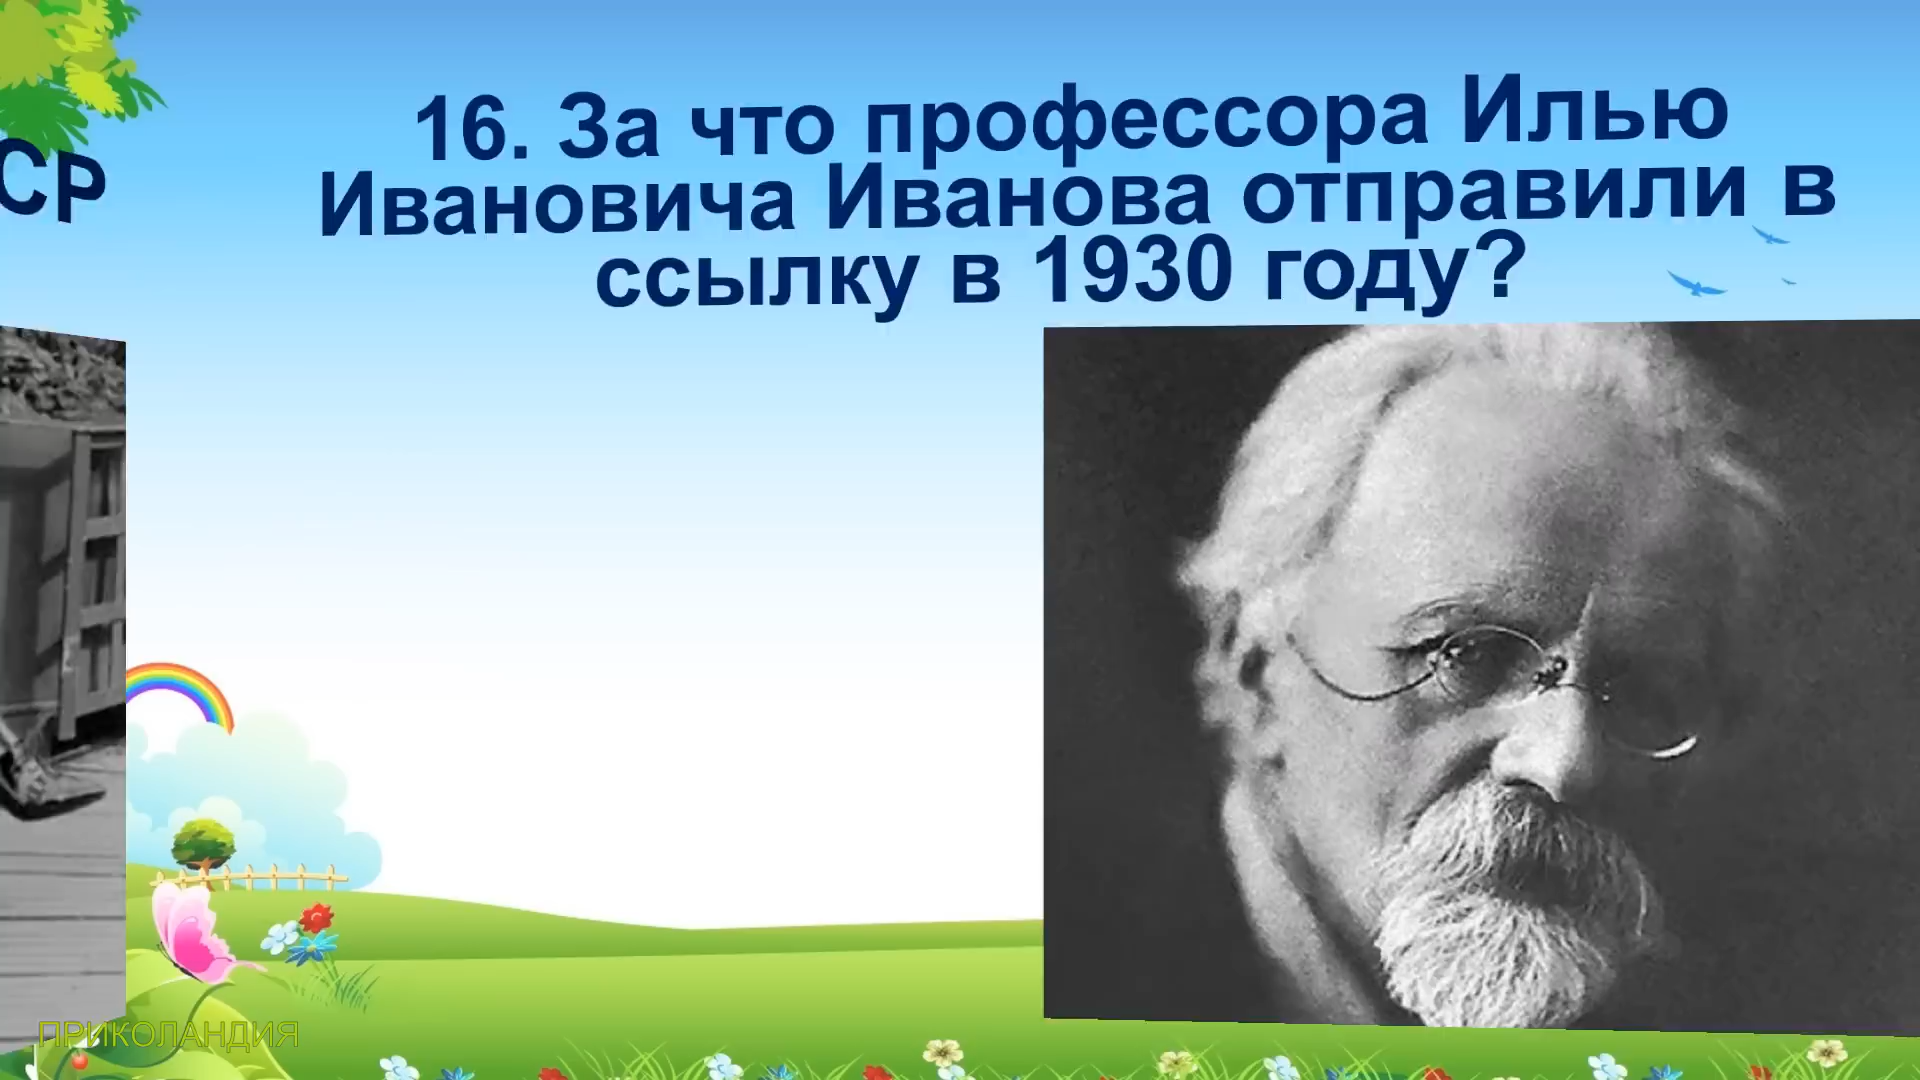 СР
16. За что профессора Илью
Ивановича Иванова отправили в
ссылку в 1930 году?
ПРИКОЛАНДИЯ